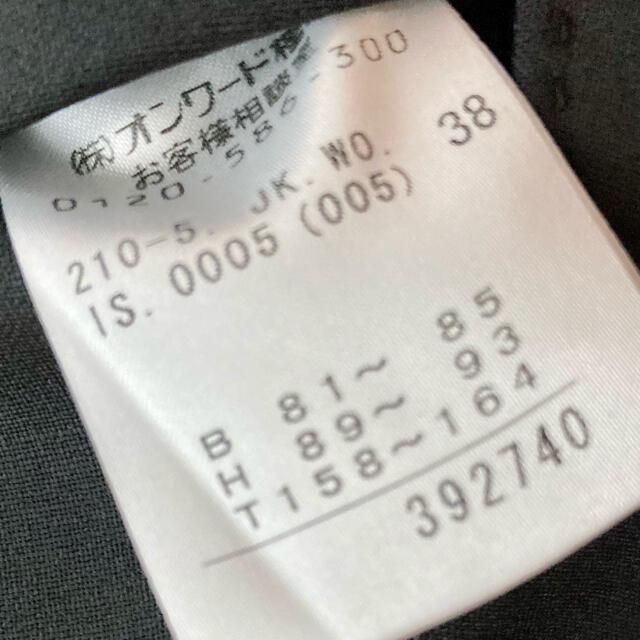 ㈱オンワード樫
お客様相談室
0120-586-300
210-5. JK. WO. 38
IS. 0005 (005)
B 81~ 85
H 89~ 93
T 158~164
392740